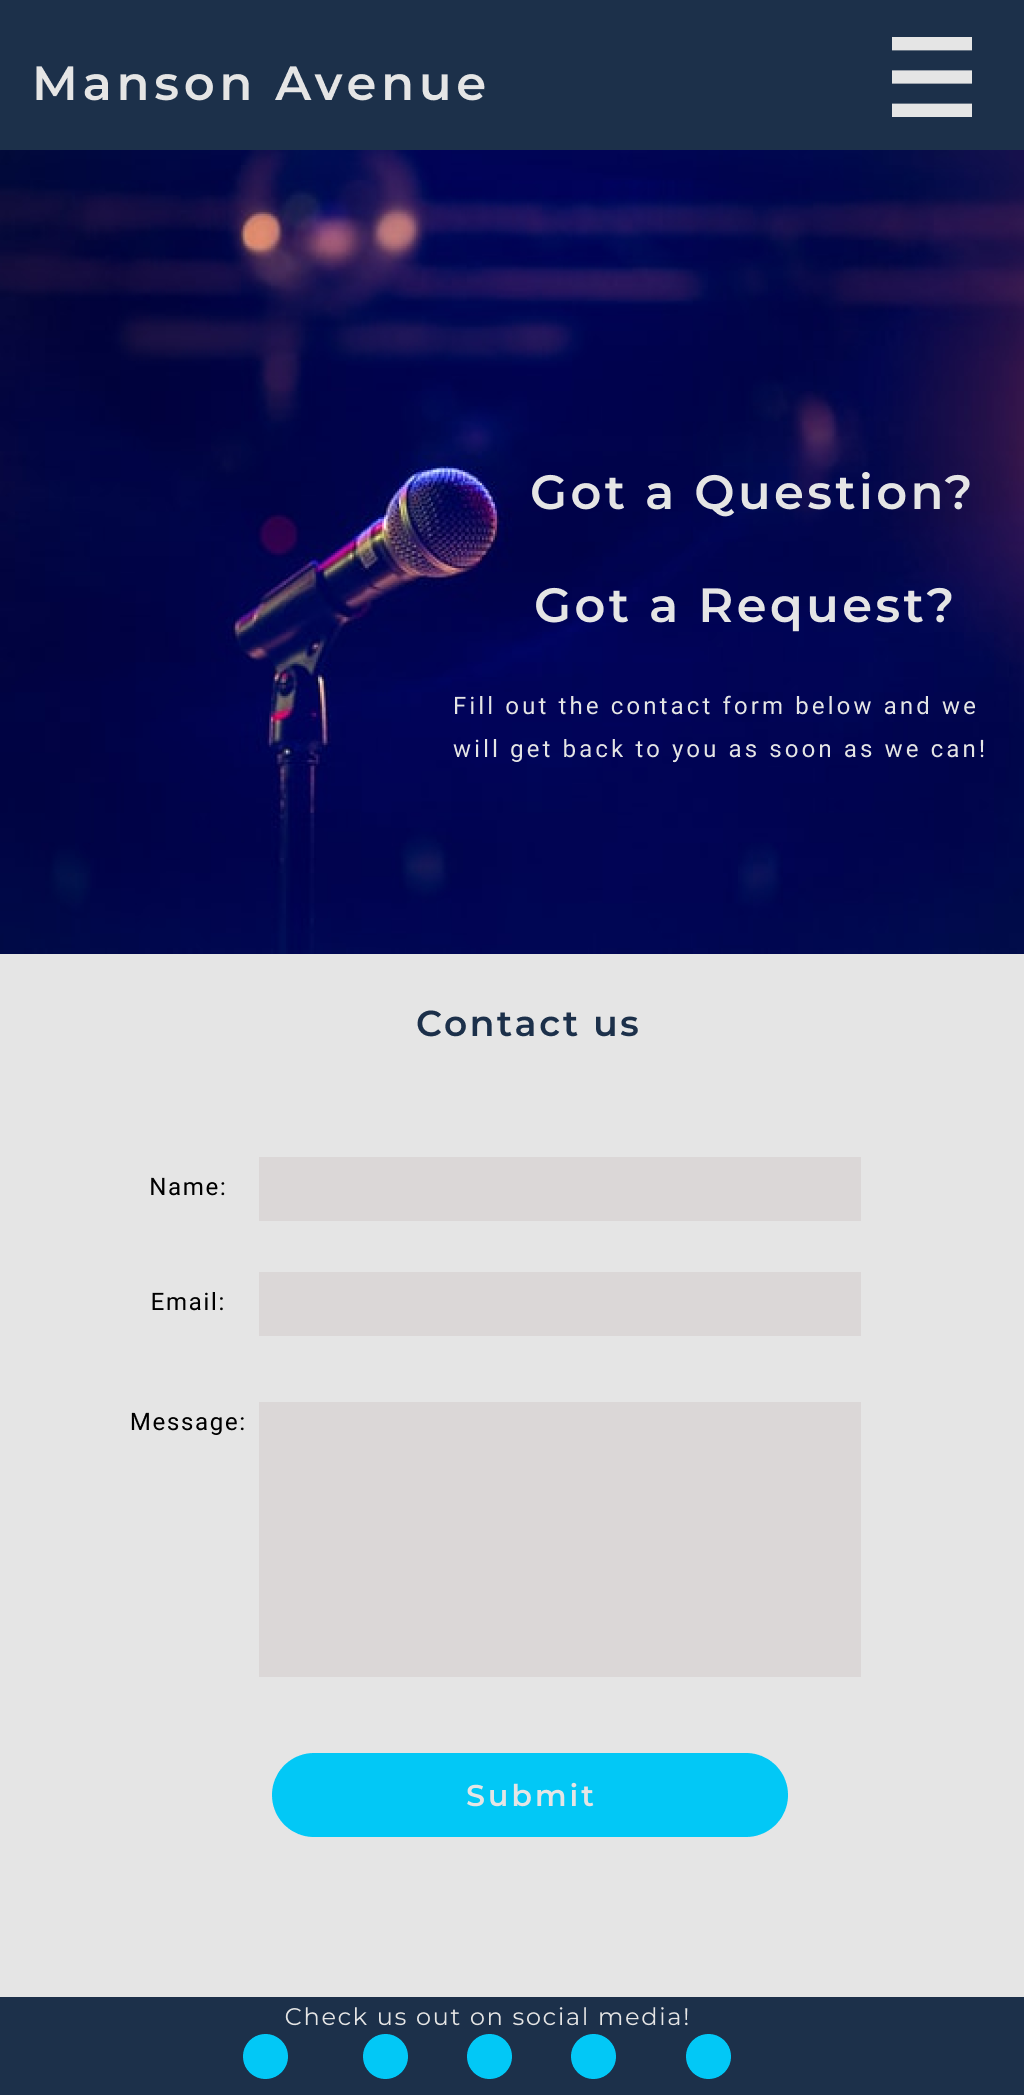 Manson Avenue
Got a Question?
Got a Request?
Fill out the contact form below and we
will get back to you as soon as we can!
Contact us
Name:
Email:
Message:
Submit
Check us out on social media!